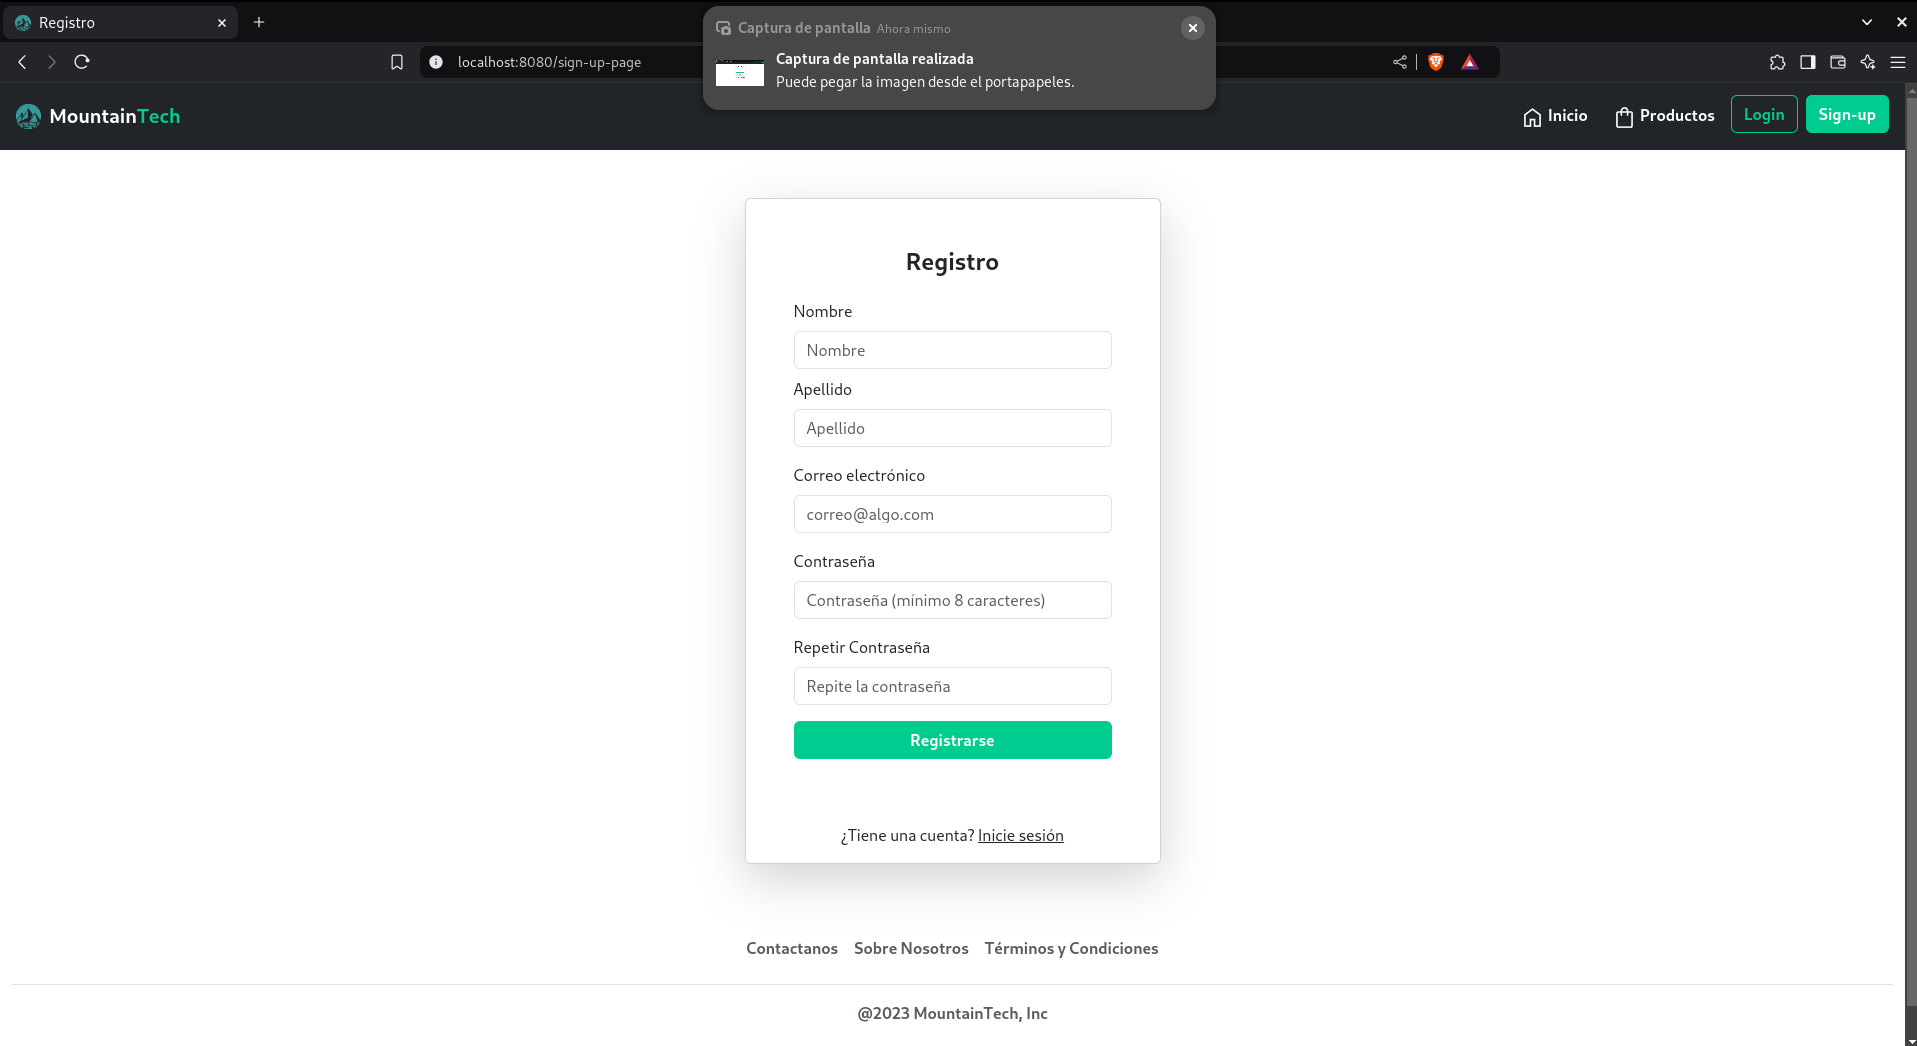 Registro
Captura de pantalla Ahora mismo
Captura de pantalla realizada
Puede pegar la imagen desde el portapapeles.
localhost:8080/sign-up-page
MountainTech
Inicio
Productos
Login
Sign-up
Registro
Nombre
Nombre
Apellido
Apellido
Correo electrónico
correo@algo.com
Contraseña
Contraseña (mínimo 8 caracteres)
Repetir Contraseña
Repite la contraseña
Registrarse
¿Tiene una cuenta? Inicie sesión
Contactanos Sobre Nosotros Términos y Condiciones
@2023 MountainTech, Inc